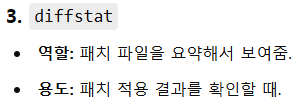 3. diffstat
• 역할: 패치 파일을 요약해서 보여줌.
• 용도: 패치 적용 결과를 확인할 때.